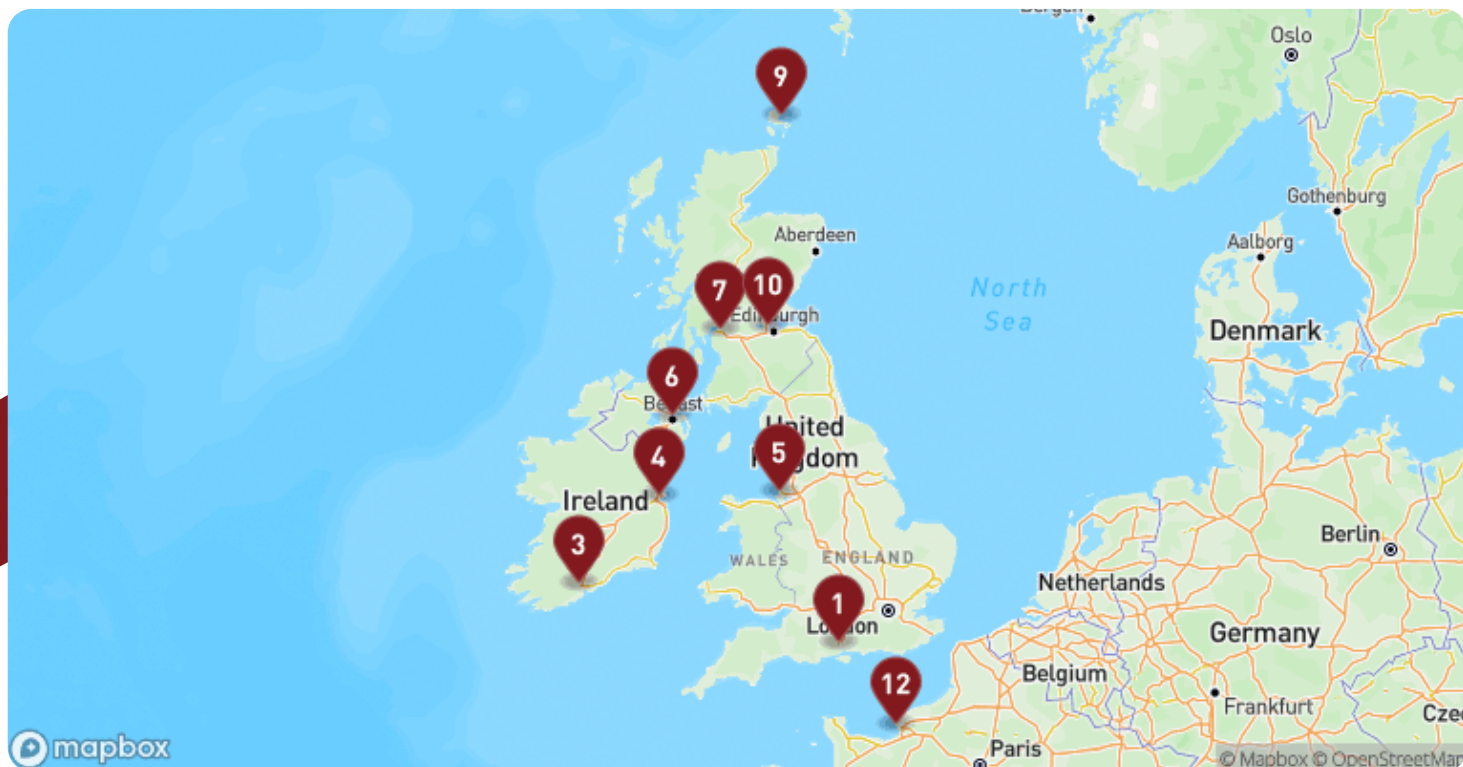 Oslo
9
Gothenburg
Aberdeen
Aalborg
7
10
North
Sea
Edinburgh
Denmark
6
Belfast
United
Kingdom
4
5
Ireland
3
Berlin
WALES
ENGLAND
Netherlands
1
London
Germany
Belgium
12
Frankfurt
mapbox
Paris
© Mapbox © OpenStreetMap